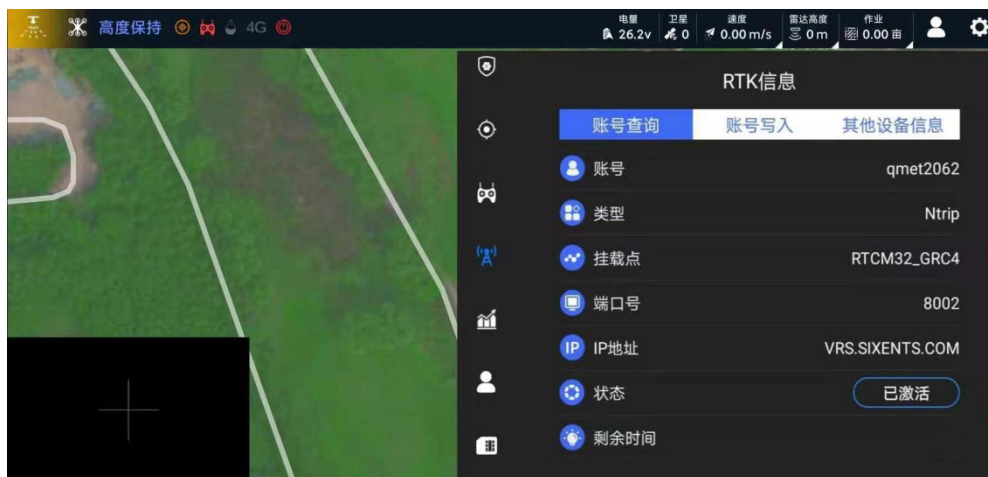 高度保持 4G
电量 26.2v
卫星 0
速度 0.00 m/s
雷达高度 0 m
作业 0.00 亩
RTK信息
账号查询 账号写入 其他设备信息
账号 qmet2062
类型 Ntrip
挂载点 RTCM32_GRC4
端口号 8002
IP IP地址 VRS.SIXENTS.COM
状态 已激活
剩余时间